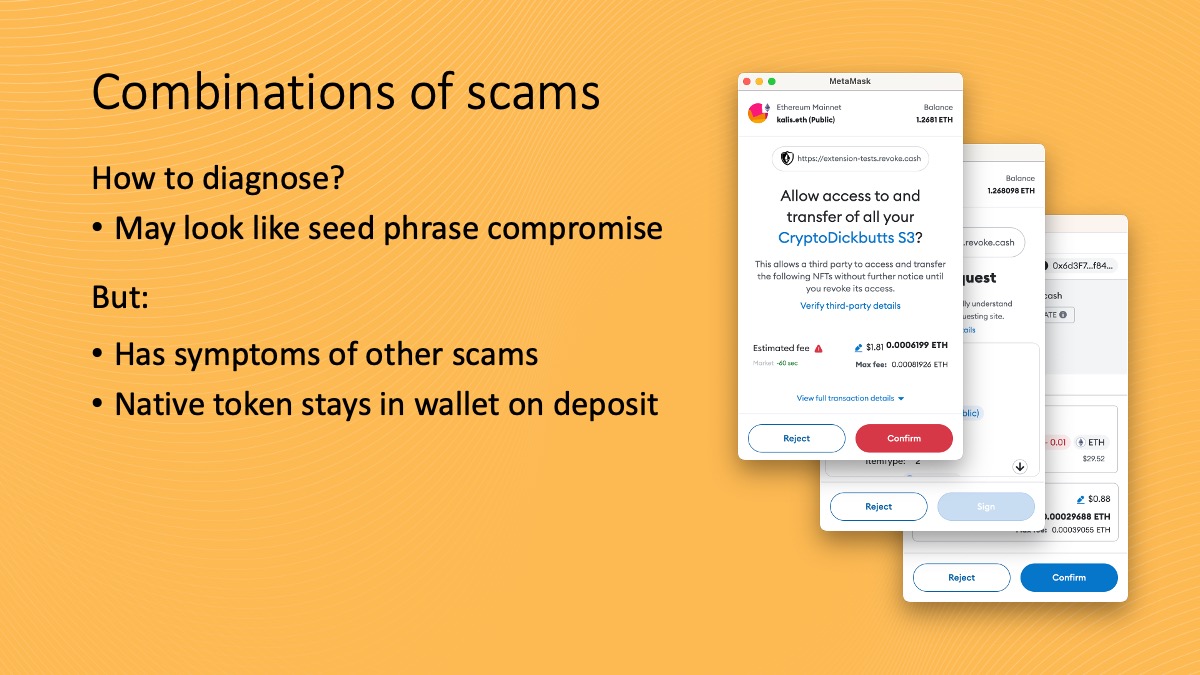 Combinations of scams
How to diagnose?
• May look like seed phrase compromise
But:
• Has symptoms of other scams
• Native token stays in wallet on deposit
MetaMask
Ethereum Mainnet
kalis.eth (Public)
Balance
1.2681 ETH
https://extension-tests.revoke.cash
Allow access to and
transfer of all your
CryptoDickbutts S3?
This allows a third party to access and transfer
the following NFTs without further notice until
you revoke its access.
Verify third-party details
Estimated fee
$1.81 0.0006199 ETH
Market ~60 sec
Max fee: 0.00081926 ETH
View full transaction details
Reject
Confirm
Balance
1.268098 ETH
.revoke.cash
quest
lly understand
uesting site.
ails
blic)
itemType: 2
Reject
Sign
0x6d3F7...f84...
cash
ATE
- 0.01
ETH
$29.52
$0.88
0.00029688 ETH
0.00039055 ETH
Reject
Confirm